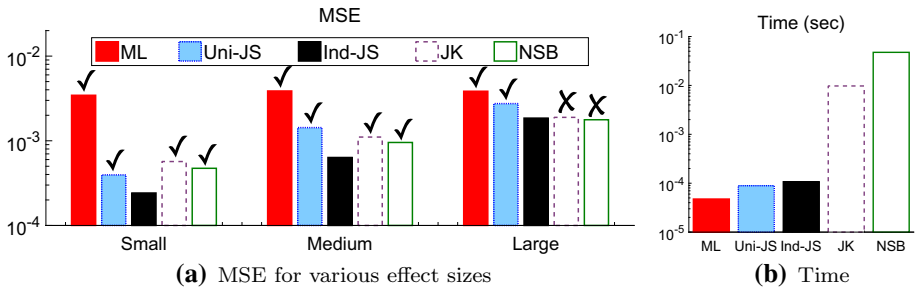 MSE
ML Uni-JS Ind-JS JK NSB
10^-2
10^-3
10^-4
✓ ✓ ✓ ✓
✓ ✓ ✓ ✓
✓ ✓ ✗ ✗
Small Medium Large
(a) MSE for various effect sizes
Time (sec)
10^-1
10^-2
10^-3
10^-4
10^-5
ML Uni-JS Ind-JS JK NSB
(b) Time